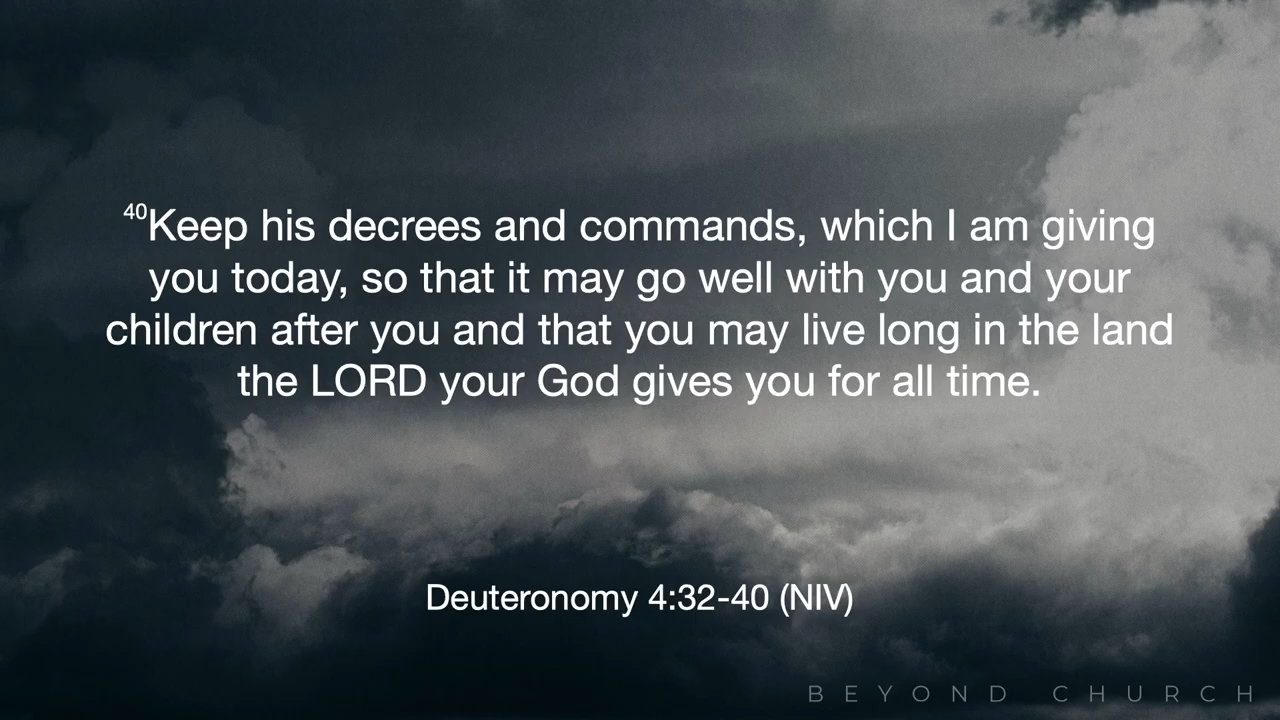 40Keep his decrees and commands, which I am giving
you today, so that it may go well with you and your
children after you and that you may live long in the land
the LORD your God gives you for all time.
Deuteronomy 4:32-40 (NIV)
BEYOND CHURCH